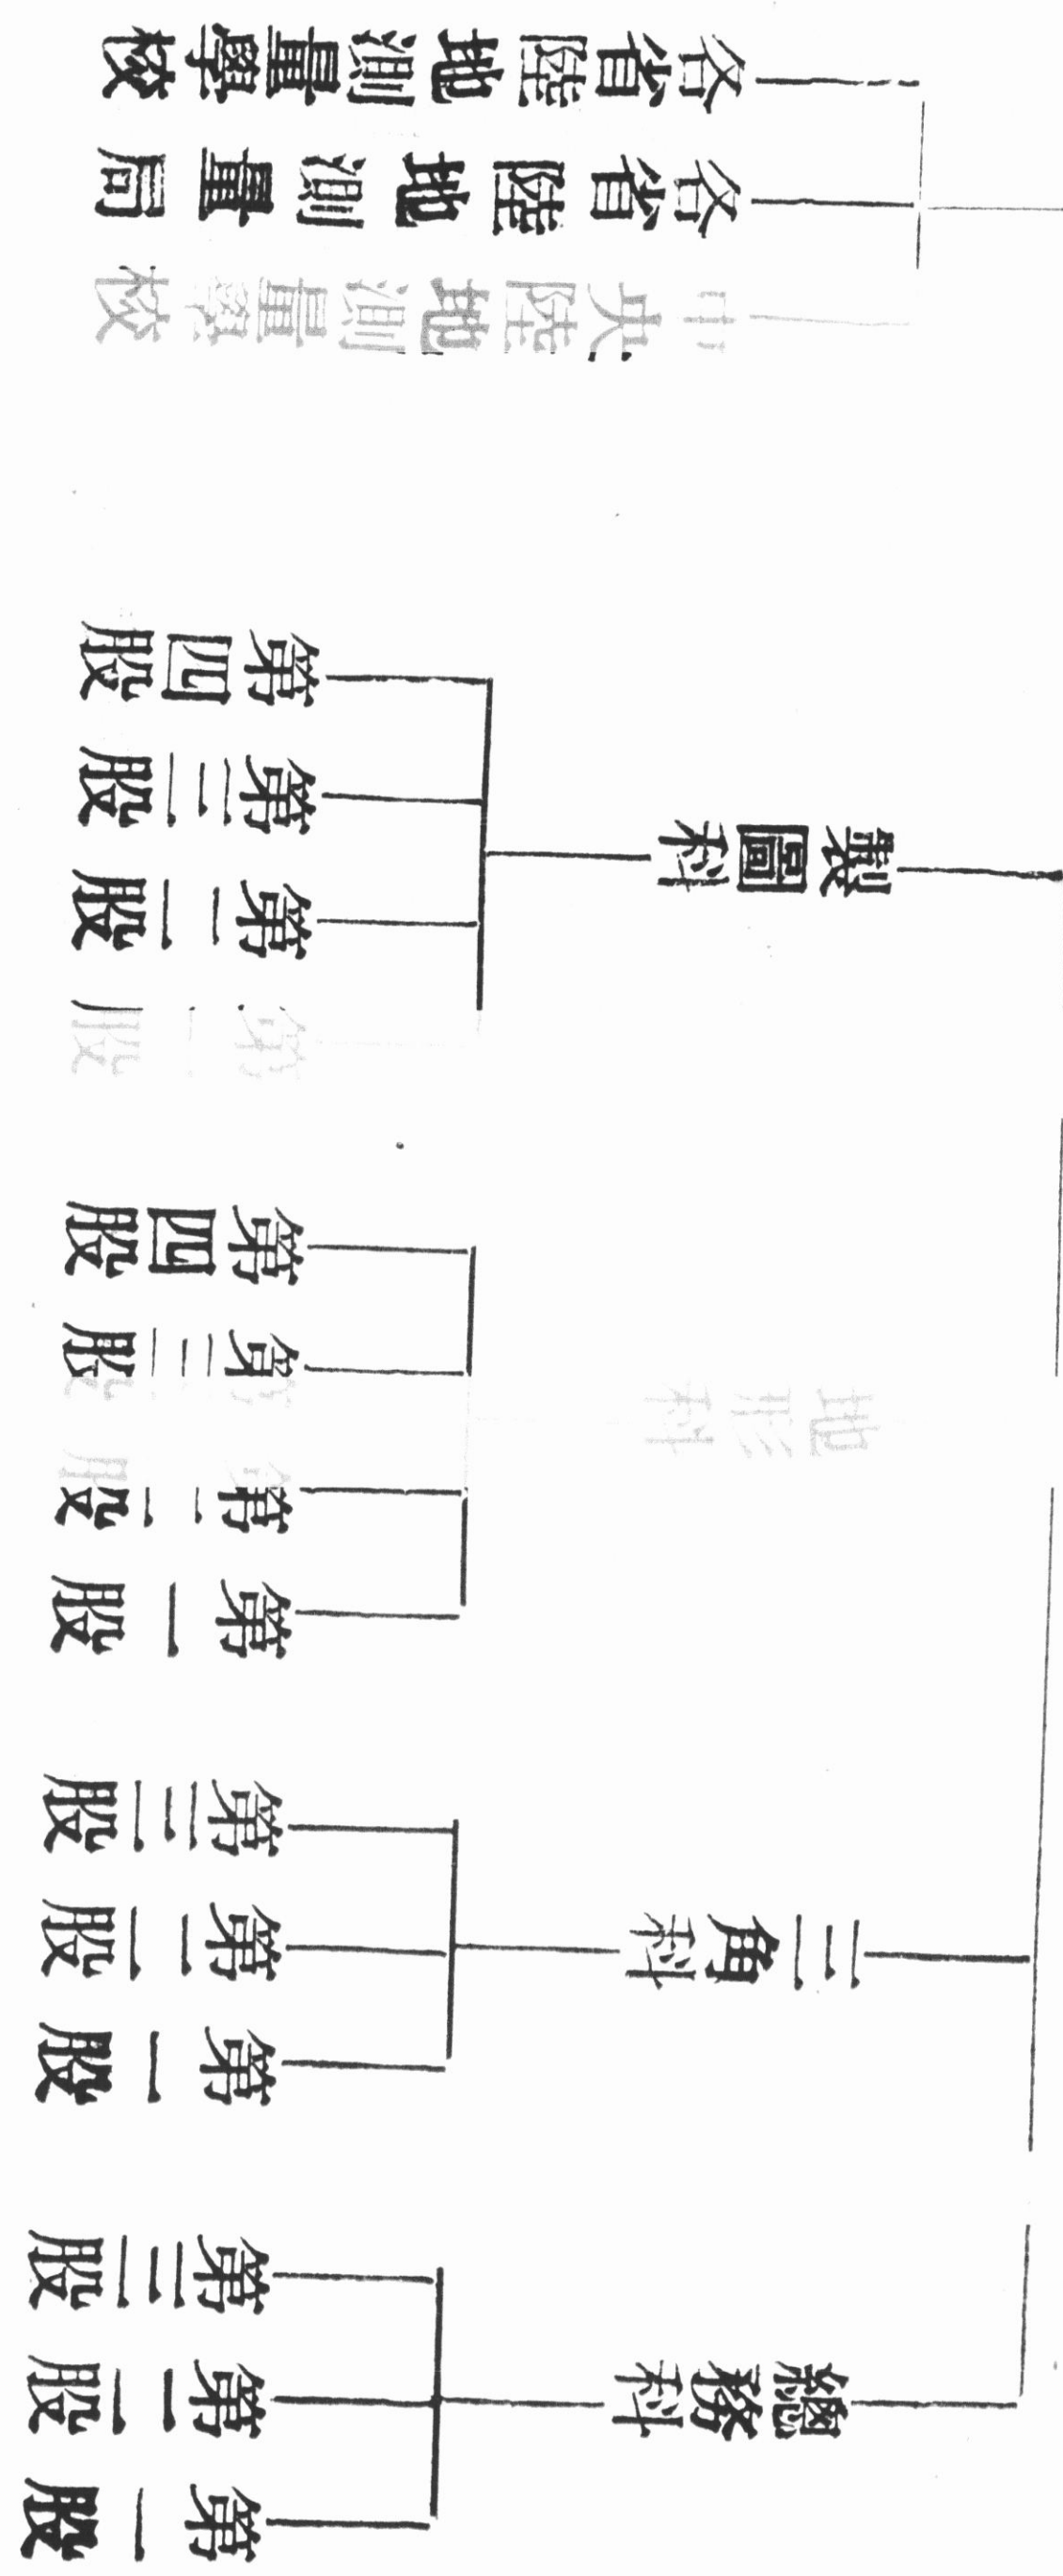 總務科
第一股
第二股
第三股
三角科
第一股
第二股
第三股
地形科
第一股
第二股
第三股
第四股
製圖科
第一股
第二股
第三股
第四股
中央陸地測量學校
各省陸地測量局
各省陸地測量學校